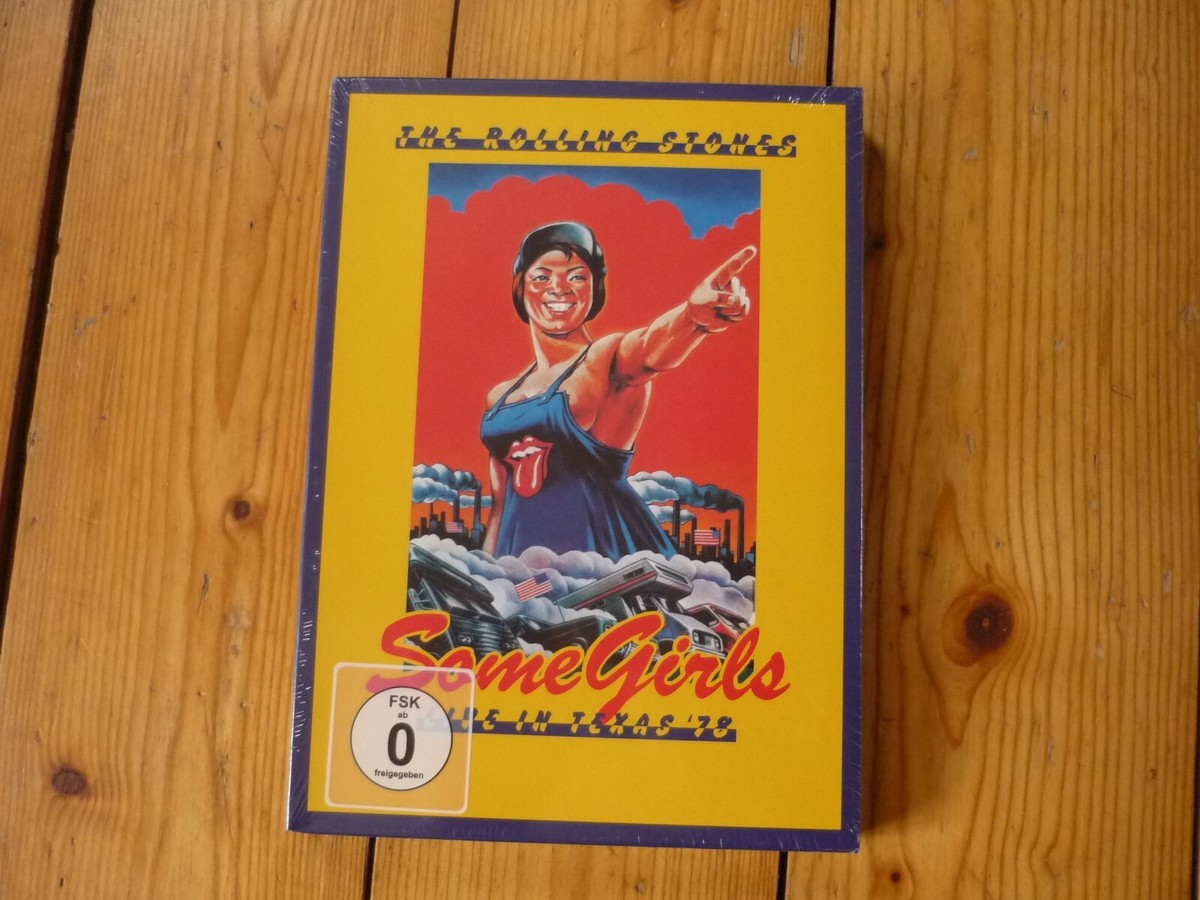 THE ROLLING STONES
Some Girls
LIVE IN TEXAS '78
FSK
ab
0
freigegeben